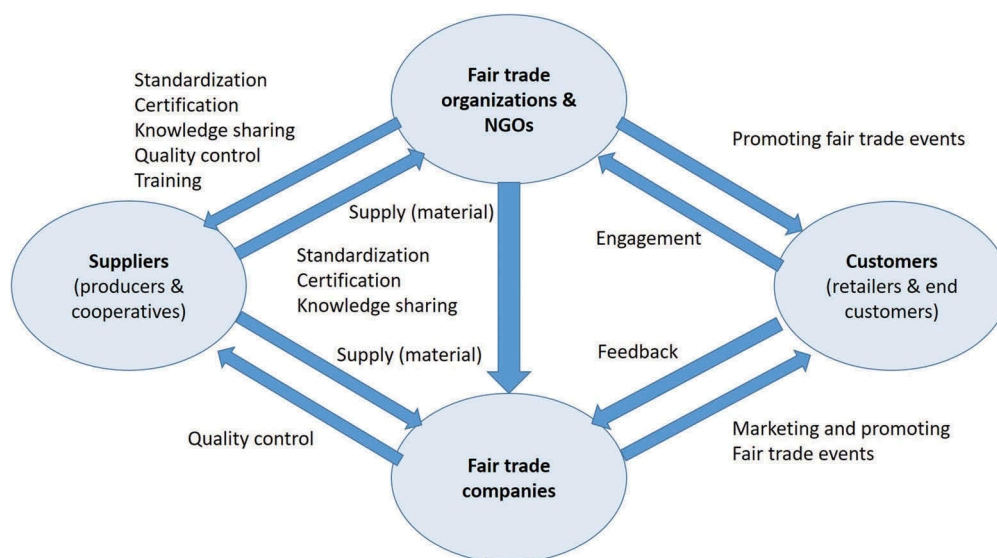 Standardization
Certification
Knowledge sharing
Quality control
Training
Fair trade
organizations &
NGOs
Promoting fair trade events
Supply (material)
Engagement
Standardization
Certification
Knowledge sharing
Suppliers
(producers &
cooperatives)
Customers
(retailers & end
customers)
Supply (material)
Feedback
Quality control
Marketing and promoting
Fair trade events
Fair trade
companies